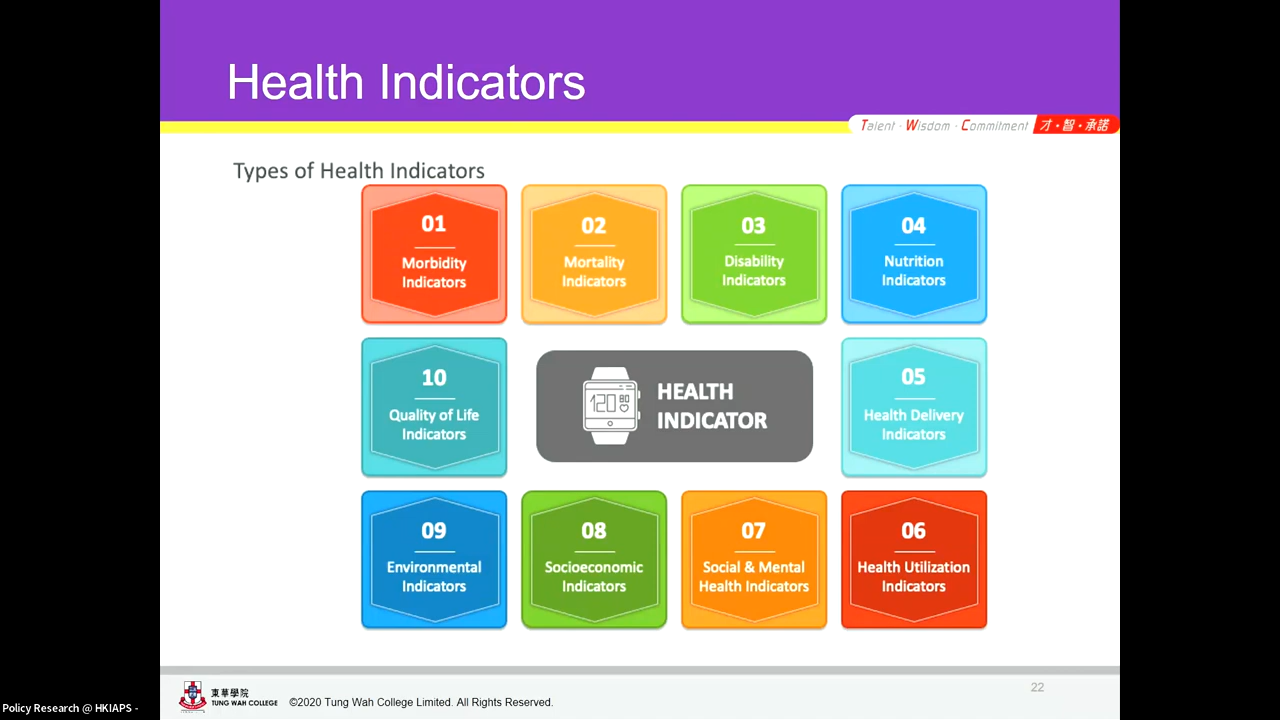 Health Indicators
Talent · Wisdom · Commitment 才·智·承諾
Types of Health Indicators
01
Morbidity
Indicators
02
Mortality
Indicators
03
Disability
Indicators
04
Nutrition
Indicators
10
Quality of Life
Indicators
120 80
HEALTH
INDICATOR
05
Health Delivery
Indicators
09
Environmental
Indicators
08
Socioeconomic
Indicators
07
Social & Mental
Health Indicators
06
Health Utilization
Indicators
22
東華學院
TUNG WAH COLLEGE
©2020 Tung Wah College Limited. All Rights Reserved.
Policy Research @ HKIAPS -